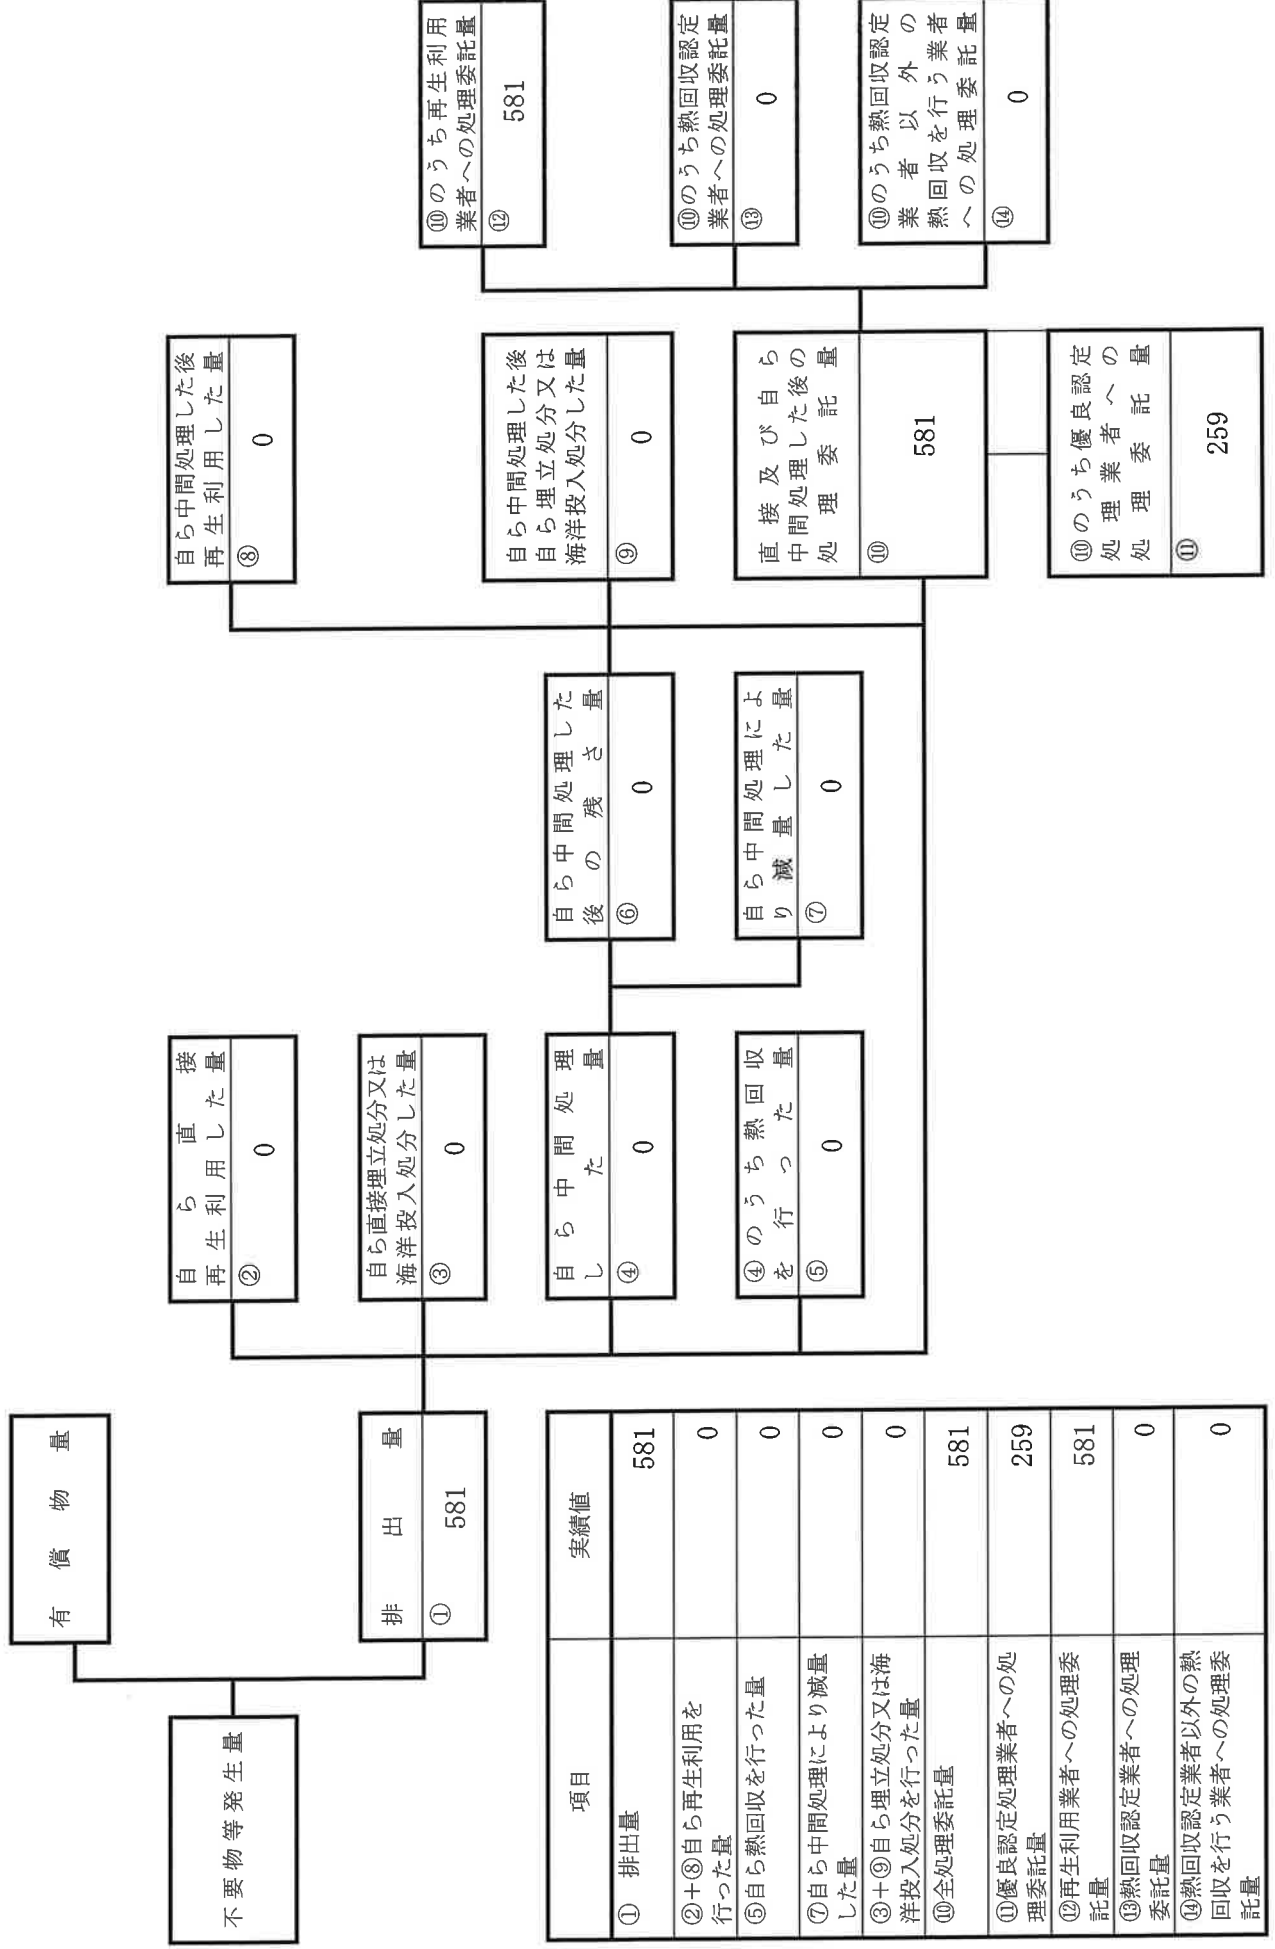 不要物等発生量
有償物量
排出量
①
581
自ら直接
再生利用した量
②
0
自ら直接埋立処分又は
海洋投入処分した量
③
0
自ら中間処理
した量
④
0
④のうち熱回収
を行った量
⑤
0
自ら中間処理した
後の残さ量
⑥
0
自ら中間処理によ
り減量した量
⑦
0
自ら中間処理した後
再生利用した量
⑧
0
自ら中間処理した後
自ら埋立処分又は
海洋投入処分した量
⑨
0
直接及び自ら
中間処理した後の
処理委託量
⑩
581
⑩のうち優良認定
処理業者への
処理委託量
⑪
259
⑩のうち再生利用
業者への処理委託量
⑫
581
⑩のうち熱回収認定
業者への処理委託量
⑬
0
⑩のうち熱回収認定
業者以外の
熱回収を行う業者
への処理委託量
⑭
0
項目 実績値
① 排出量 581
②+⑧自ら再生利用を
行った量 0
⑤自ら熱回収を行った量 0
⑦自ら中間処理により減量
した量 0
③+⑨自ら埋立処分又は海
洋投入処分を行った量 0
⑩全処理委託量 581
⑪優良認定処理業者への処
理委託量 259
⑫再生利用業者への処理委
託量 581
⑬熱回収認定業者への処理
委託量 0
⑭熱回収認定業者以外の熱
回収を行う業者への処理委
託量 0